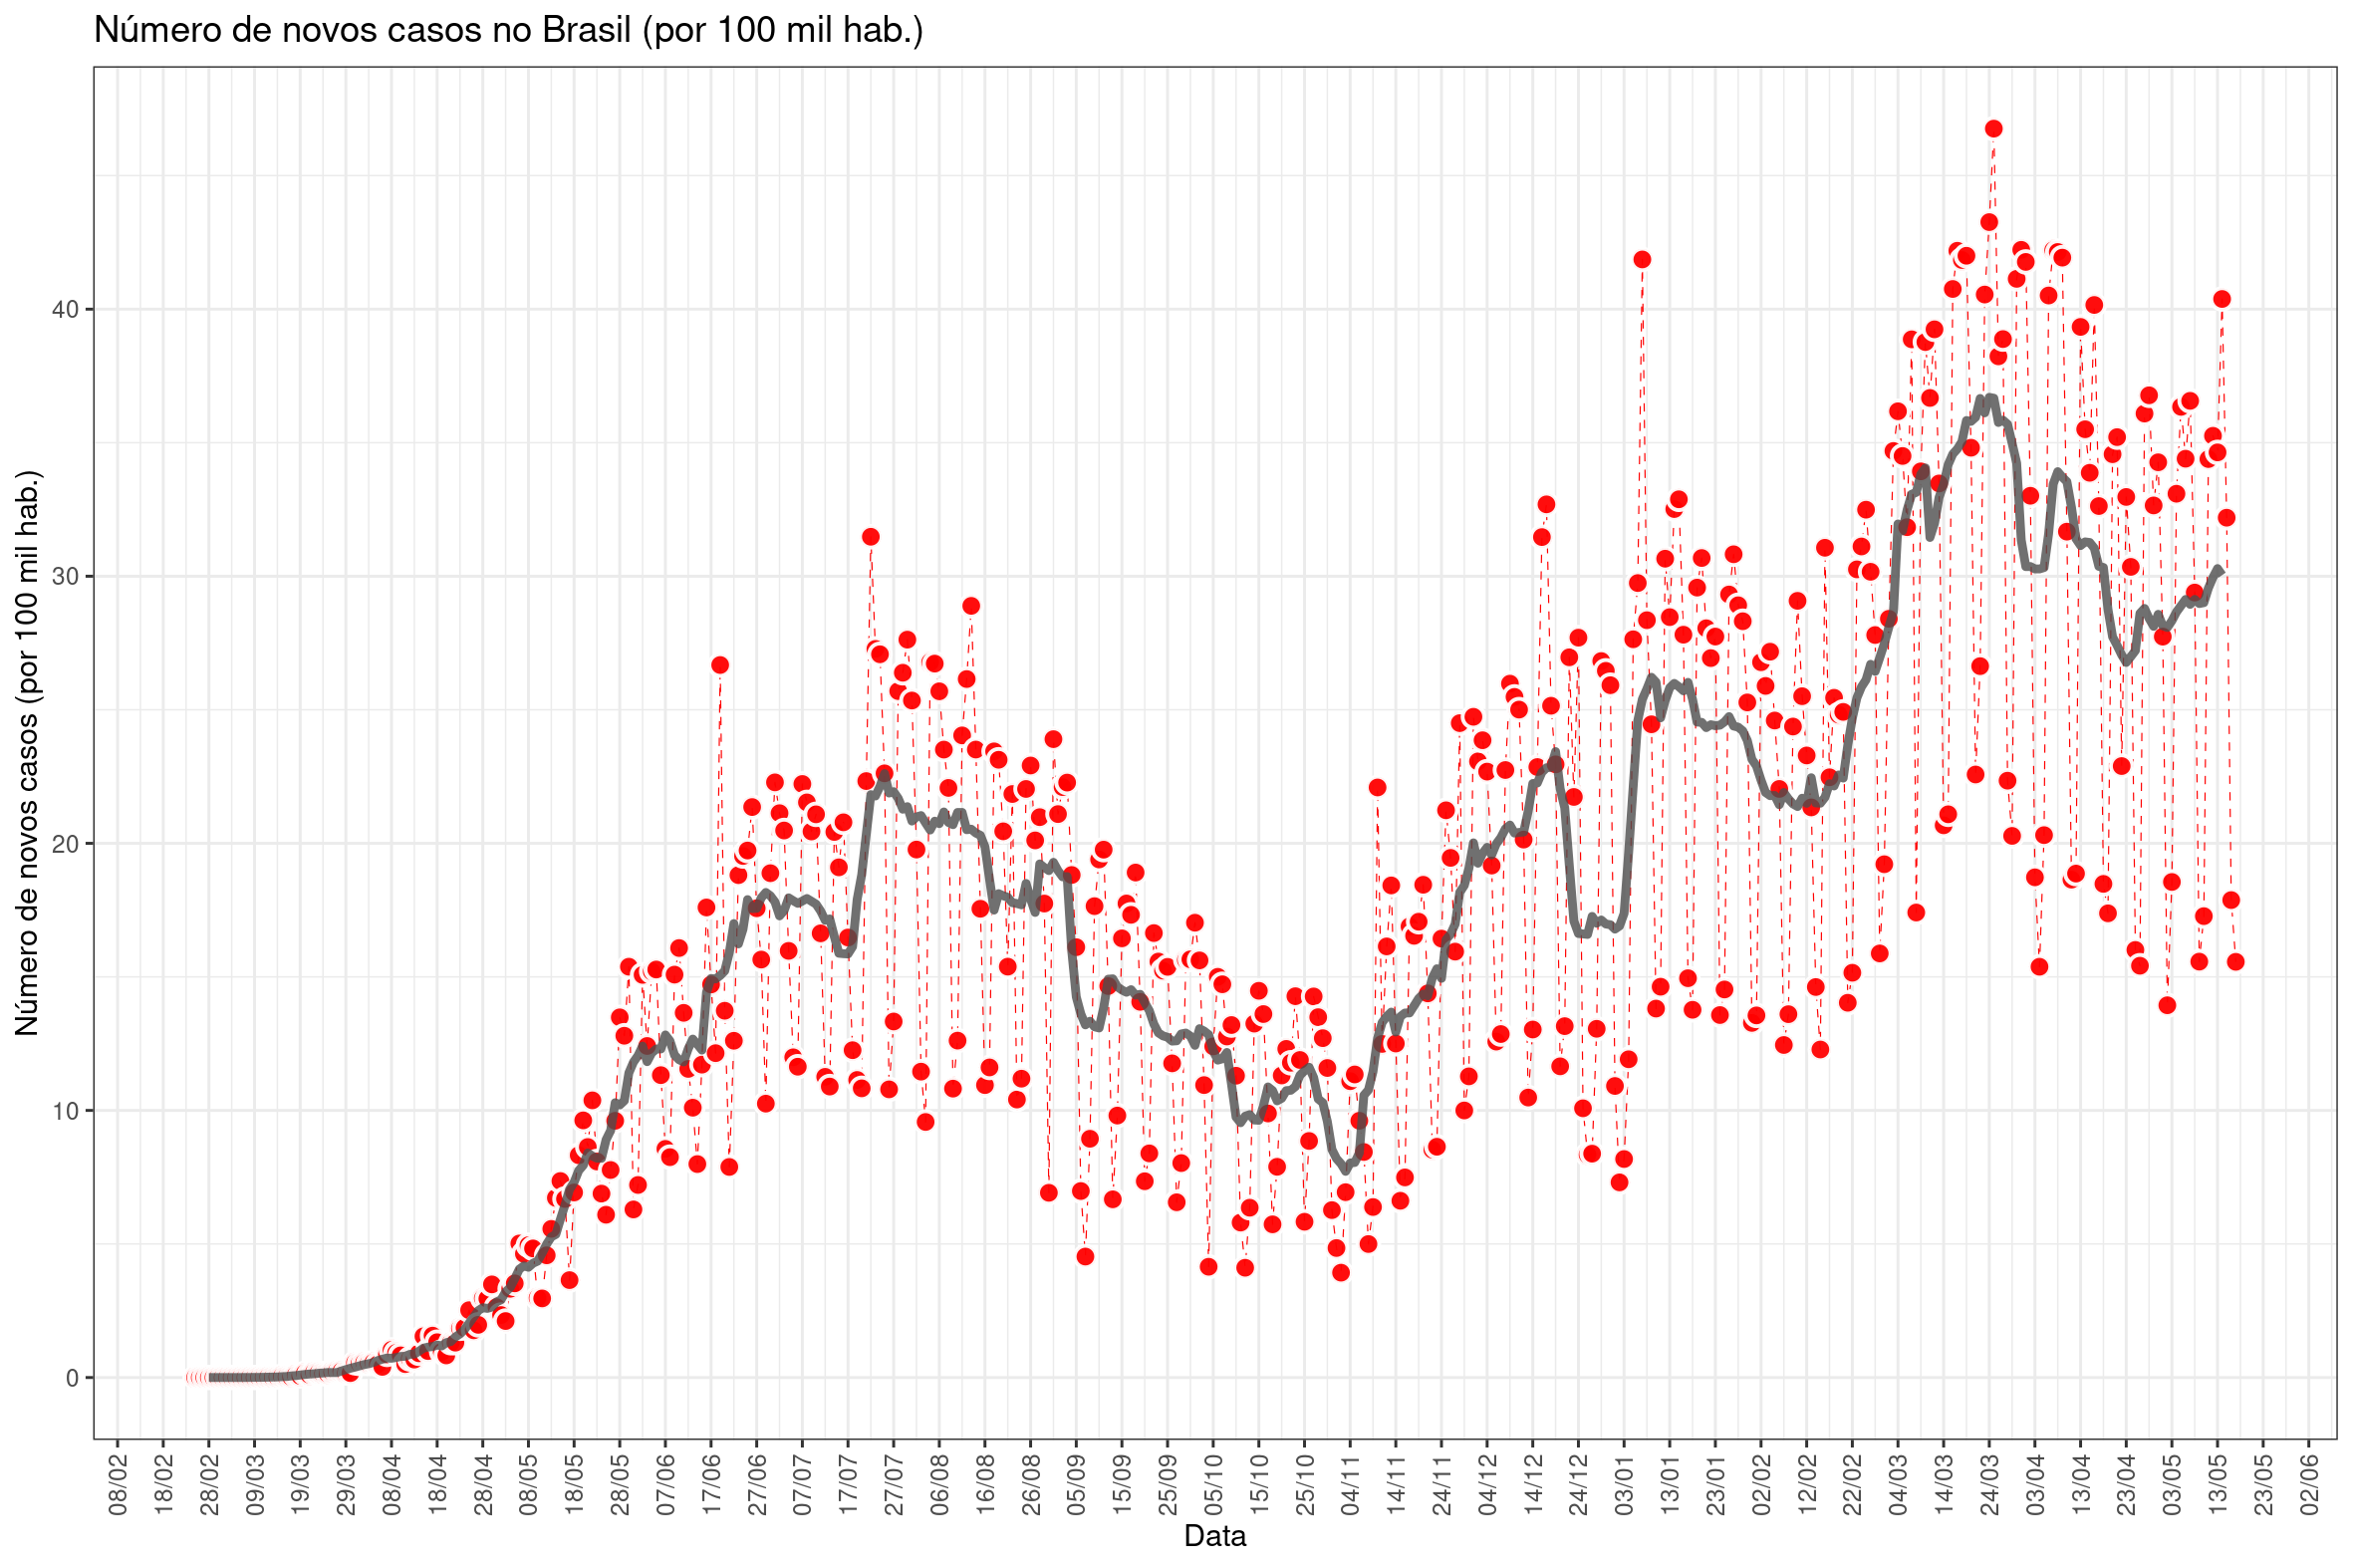 Número de novos casos no Brasil (por 100 mil hab.)
Número de novos casos (por 100 mil hab.)
40
30
20
10
0
08/02 18/02 28/02 09/03 19/03 29/03 08/04 18/04 28/04 08/05 18/05 28/05 07/06 17/06 27/06 07/07 17/07 27/07 06/08 16/08 26/08 05/09 15/09 25/09 05/10 15/10 25/10 04/11 14/11 24/11 04/12 14/12 24/12 03/01 13/01 23/01 02/02 12/02 22/02 04/03 14/03 24/03 03/04 13/04 23/04 03/05 13/05 23/05 02/06
Data